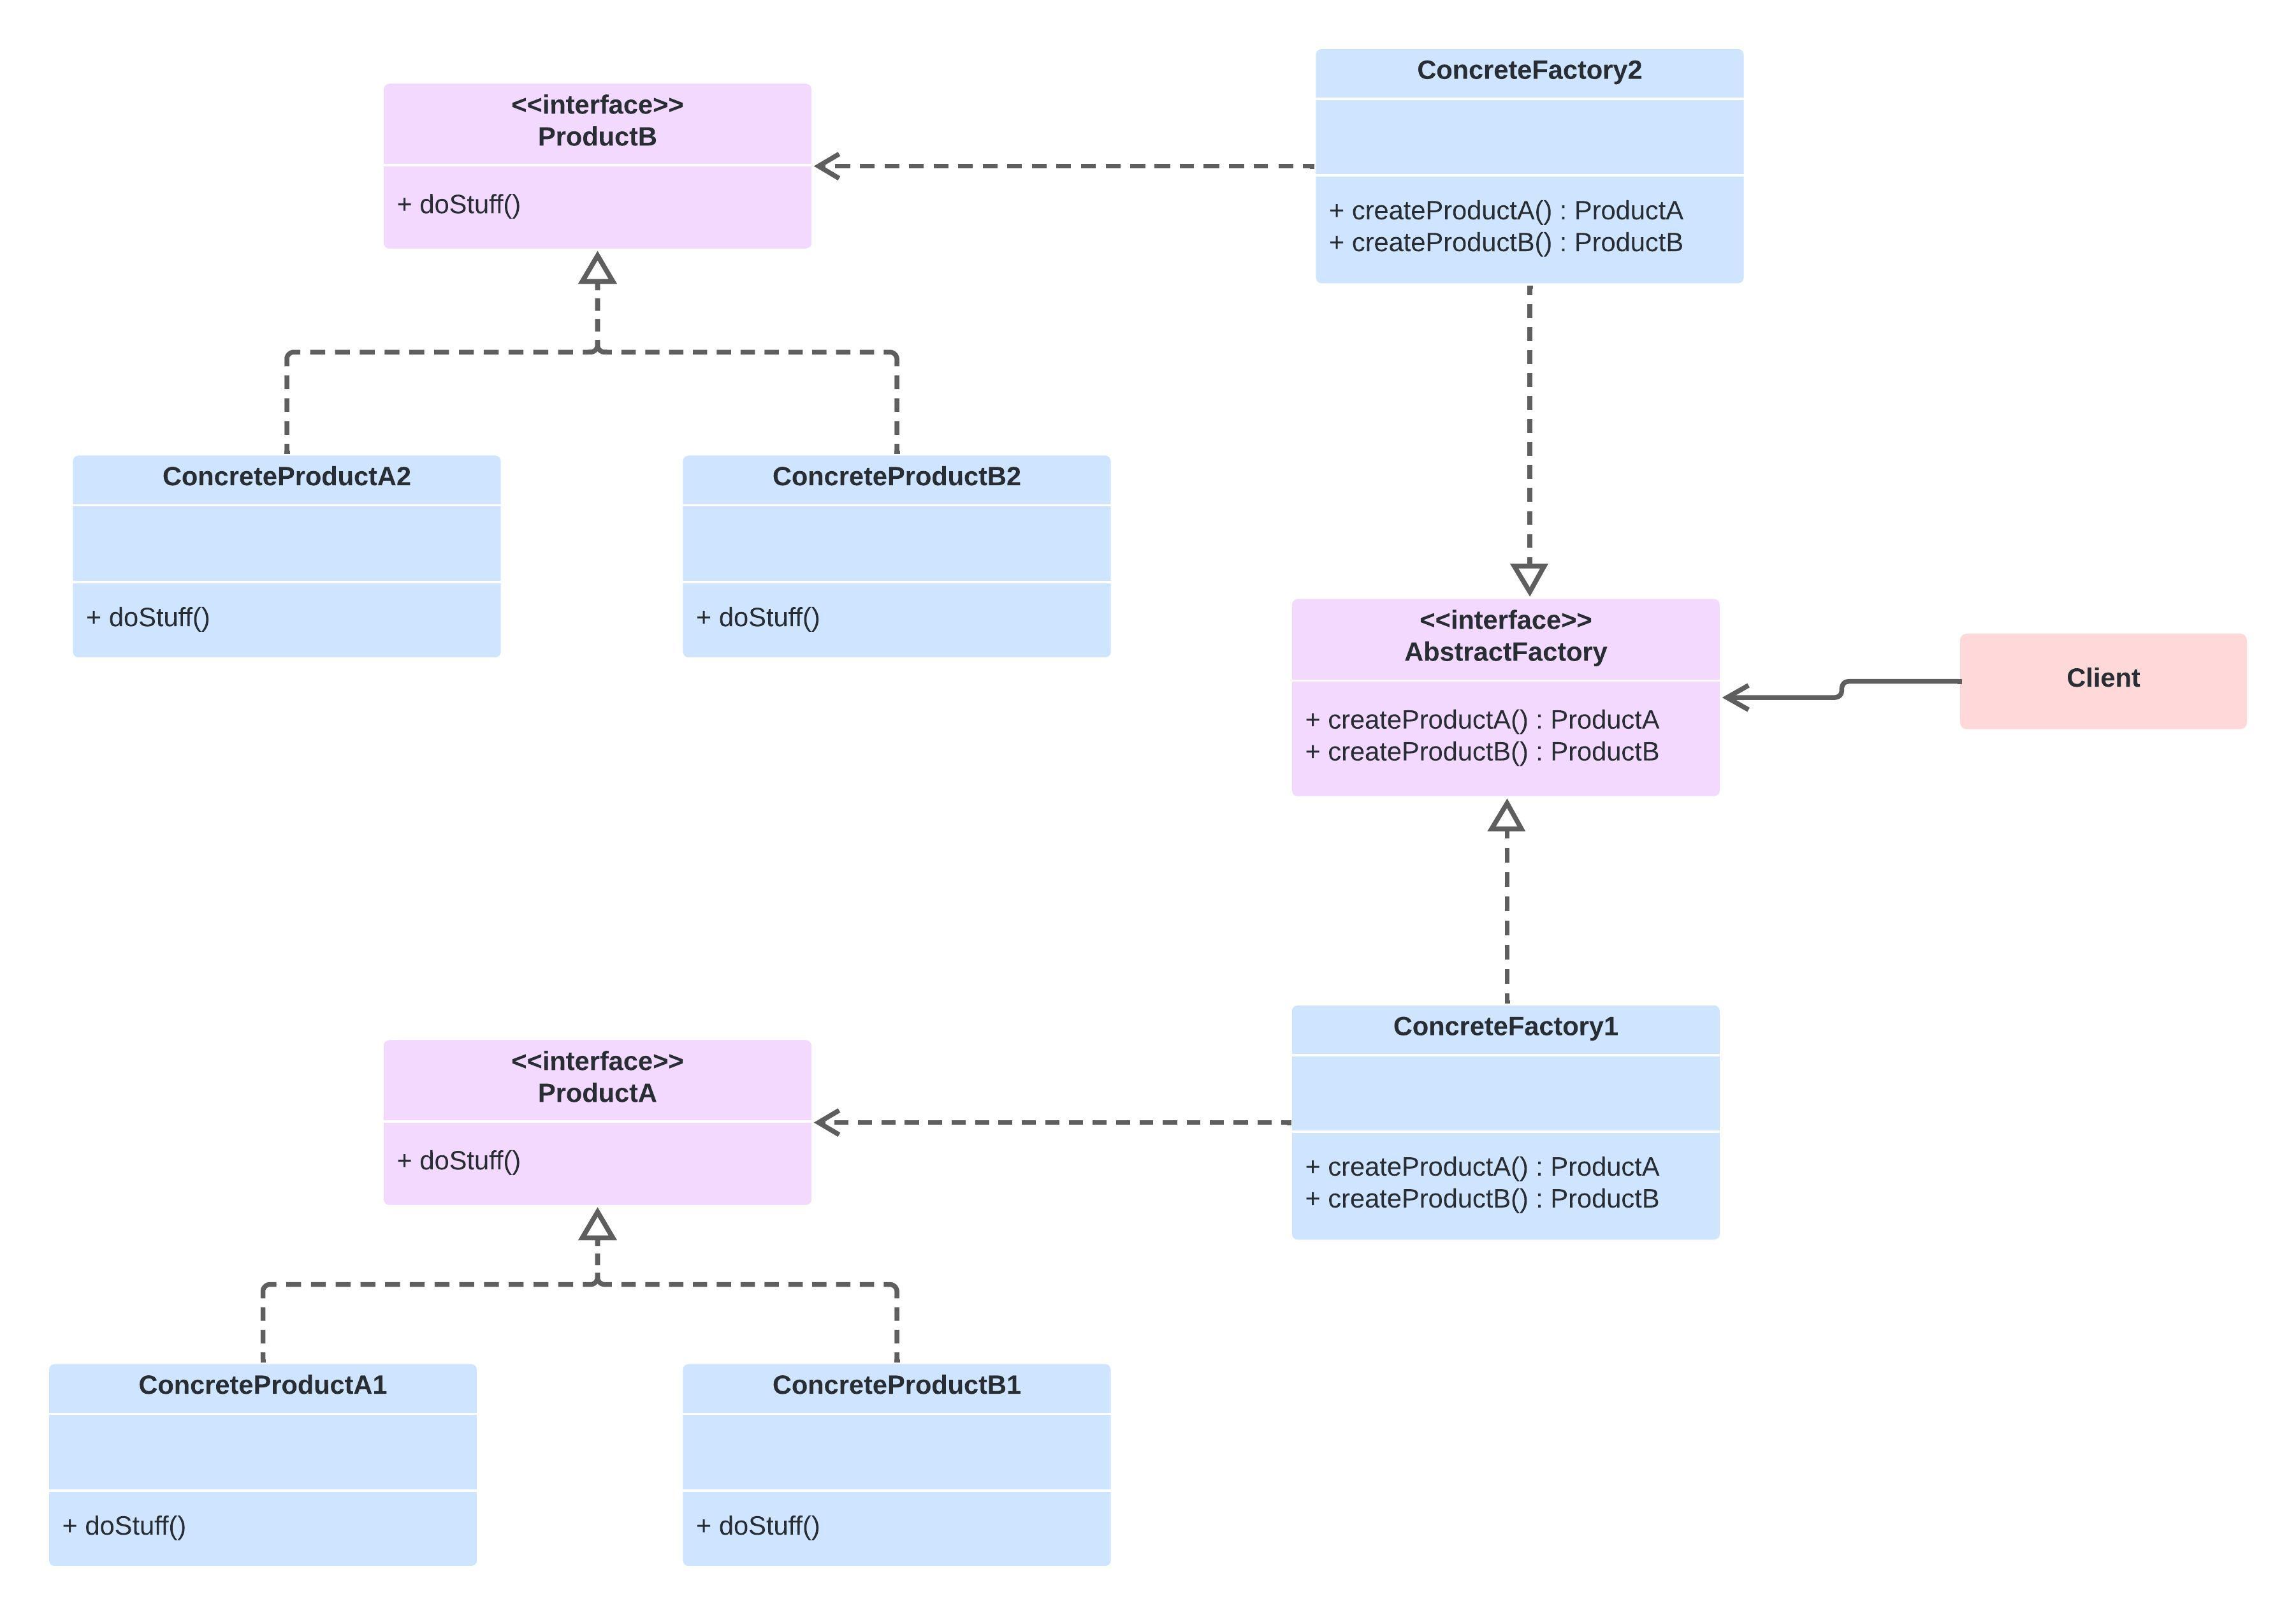 <<interface>>
ProductB
+ doStuff()
ConcreteFactory2
+ createProductA() : ProductA
+ createProductB() : ProductB
ConcreteProductA2
+ doStuff()
ConcreteProductB2
+ doStuff()
<<interface>>
AbstractFactory
+ createProductA() : ProductA
+ createProductB() : ProductB
Client
<<interface>>
ProductA
+ doStuff()
ConcreteFactory1
+ createProductA() : ProductA
+ createProductB() : ProductB
ConcreteProductA1
+ doStuff()
ConcreteProductB1
+ doStuff()